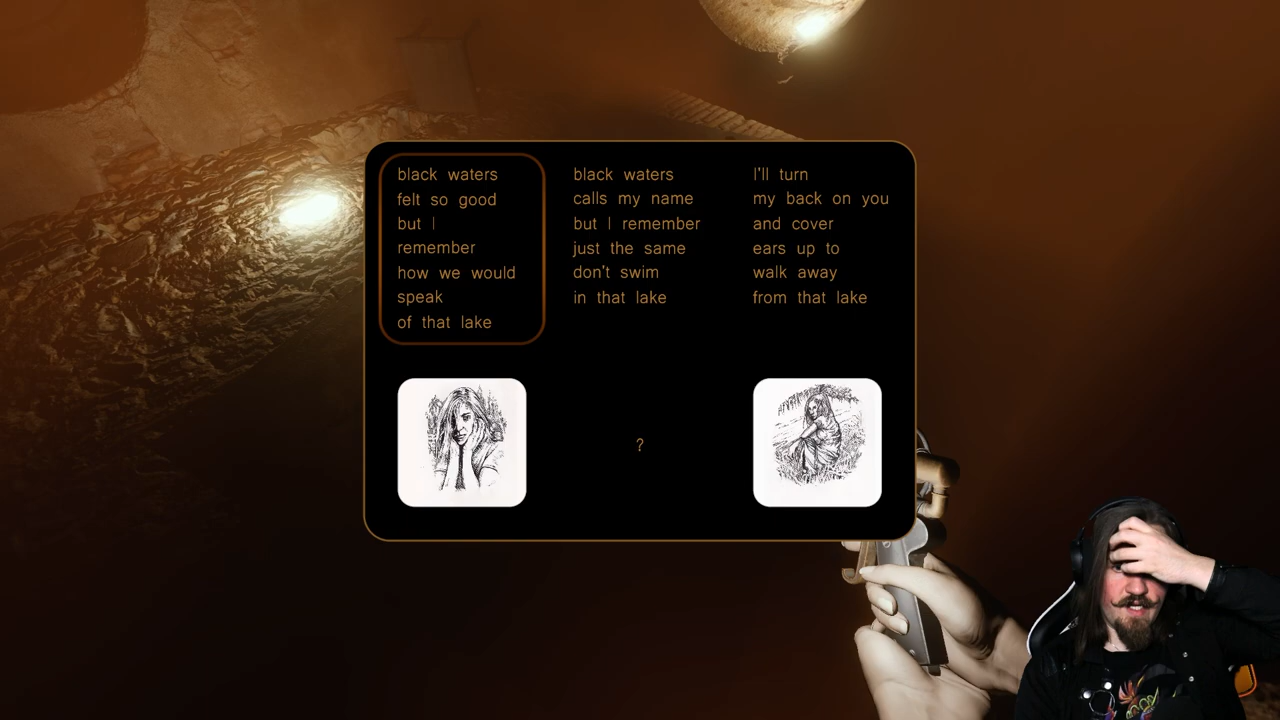 black waters
felt so good
but I
remember
how we would
speak
of that lake
black waters
calls my name
but I remember
just the same
don't swim
in that lake
I'll turn
my back on you
and cover
ears up to
walk away
from that lake
?